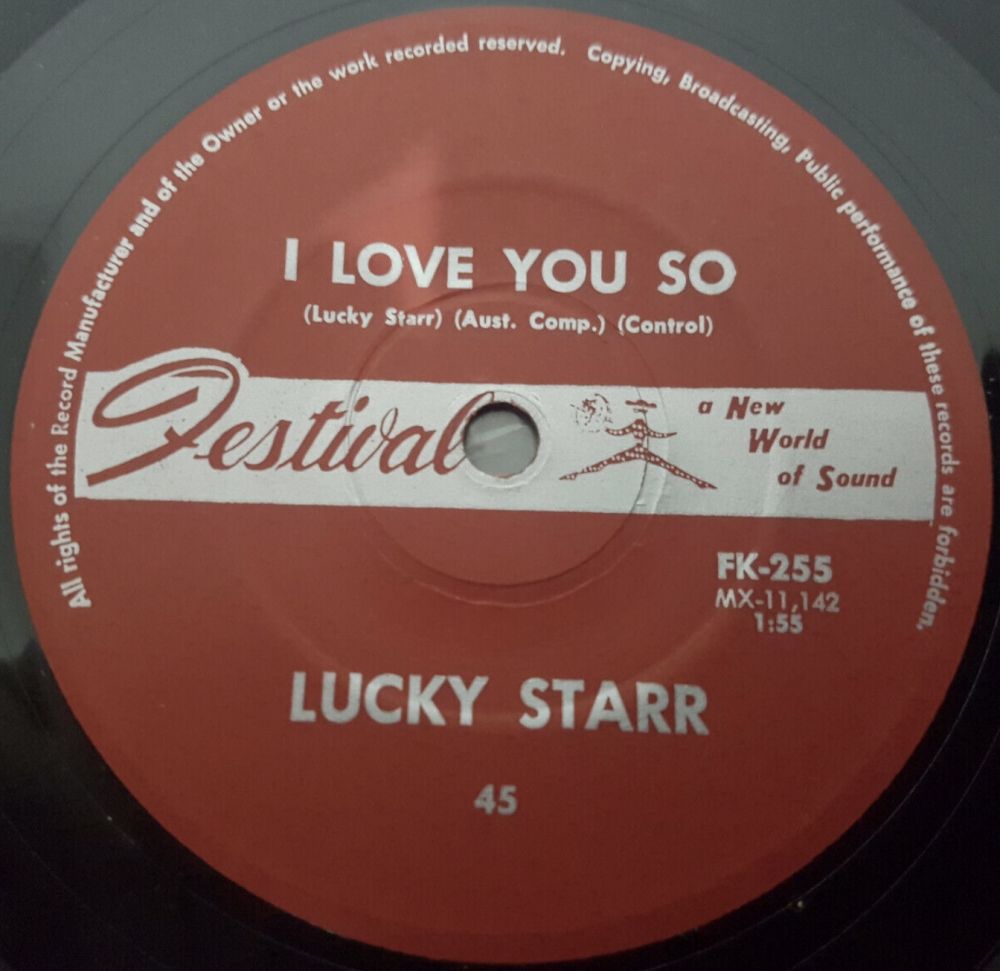 All rights of the Record Manufacturer and of the Owner or the work recorded reserved. Copying, Broadcasting, Public performance of these records are forbidden.
I LOVE YOU SO
(Lucky Starr) (Aust. Comp.) (Control)
Festival
a New
World
of Sound
FK-255
MX-11,142
1:55
LUCKY STARR
45